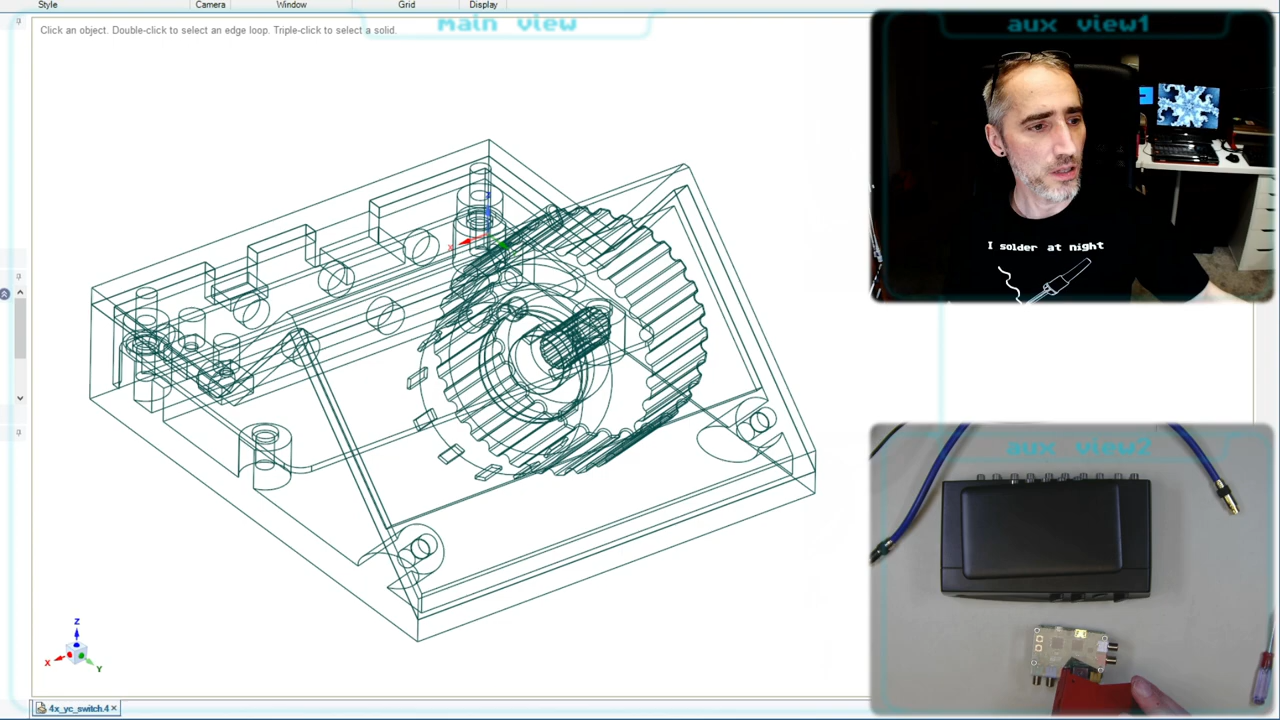 Style Camera Window Grid Display
Click an object. Double-click to select an edge loop. Triple-click to select a solid.
main view
aux view1
I solder at night
aux view2
X
Z
X
Y
4x_yc_switch.4 ×